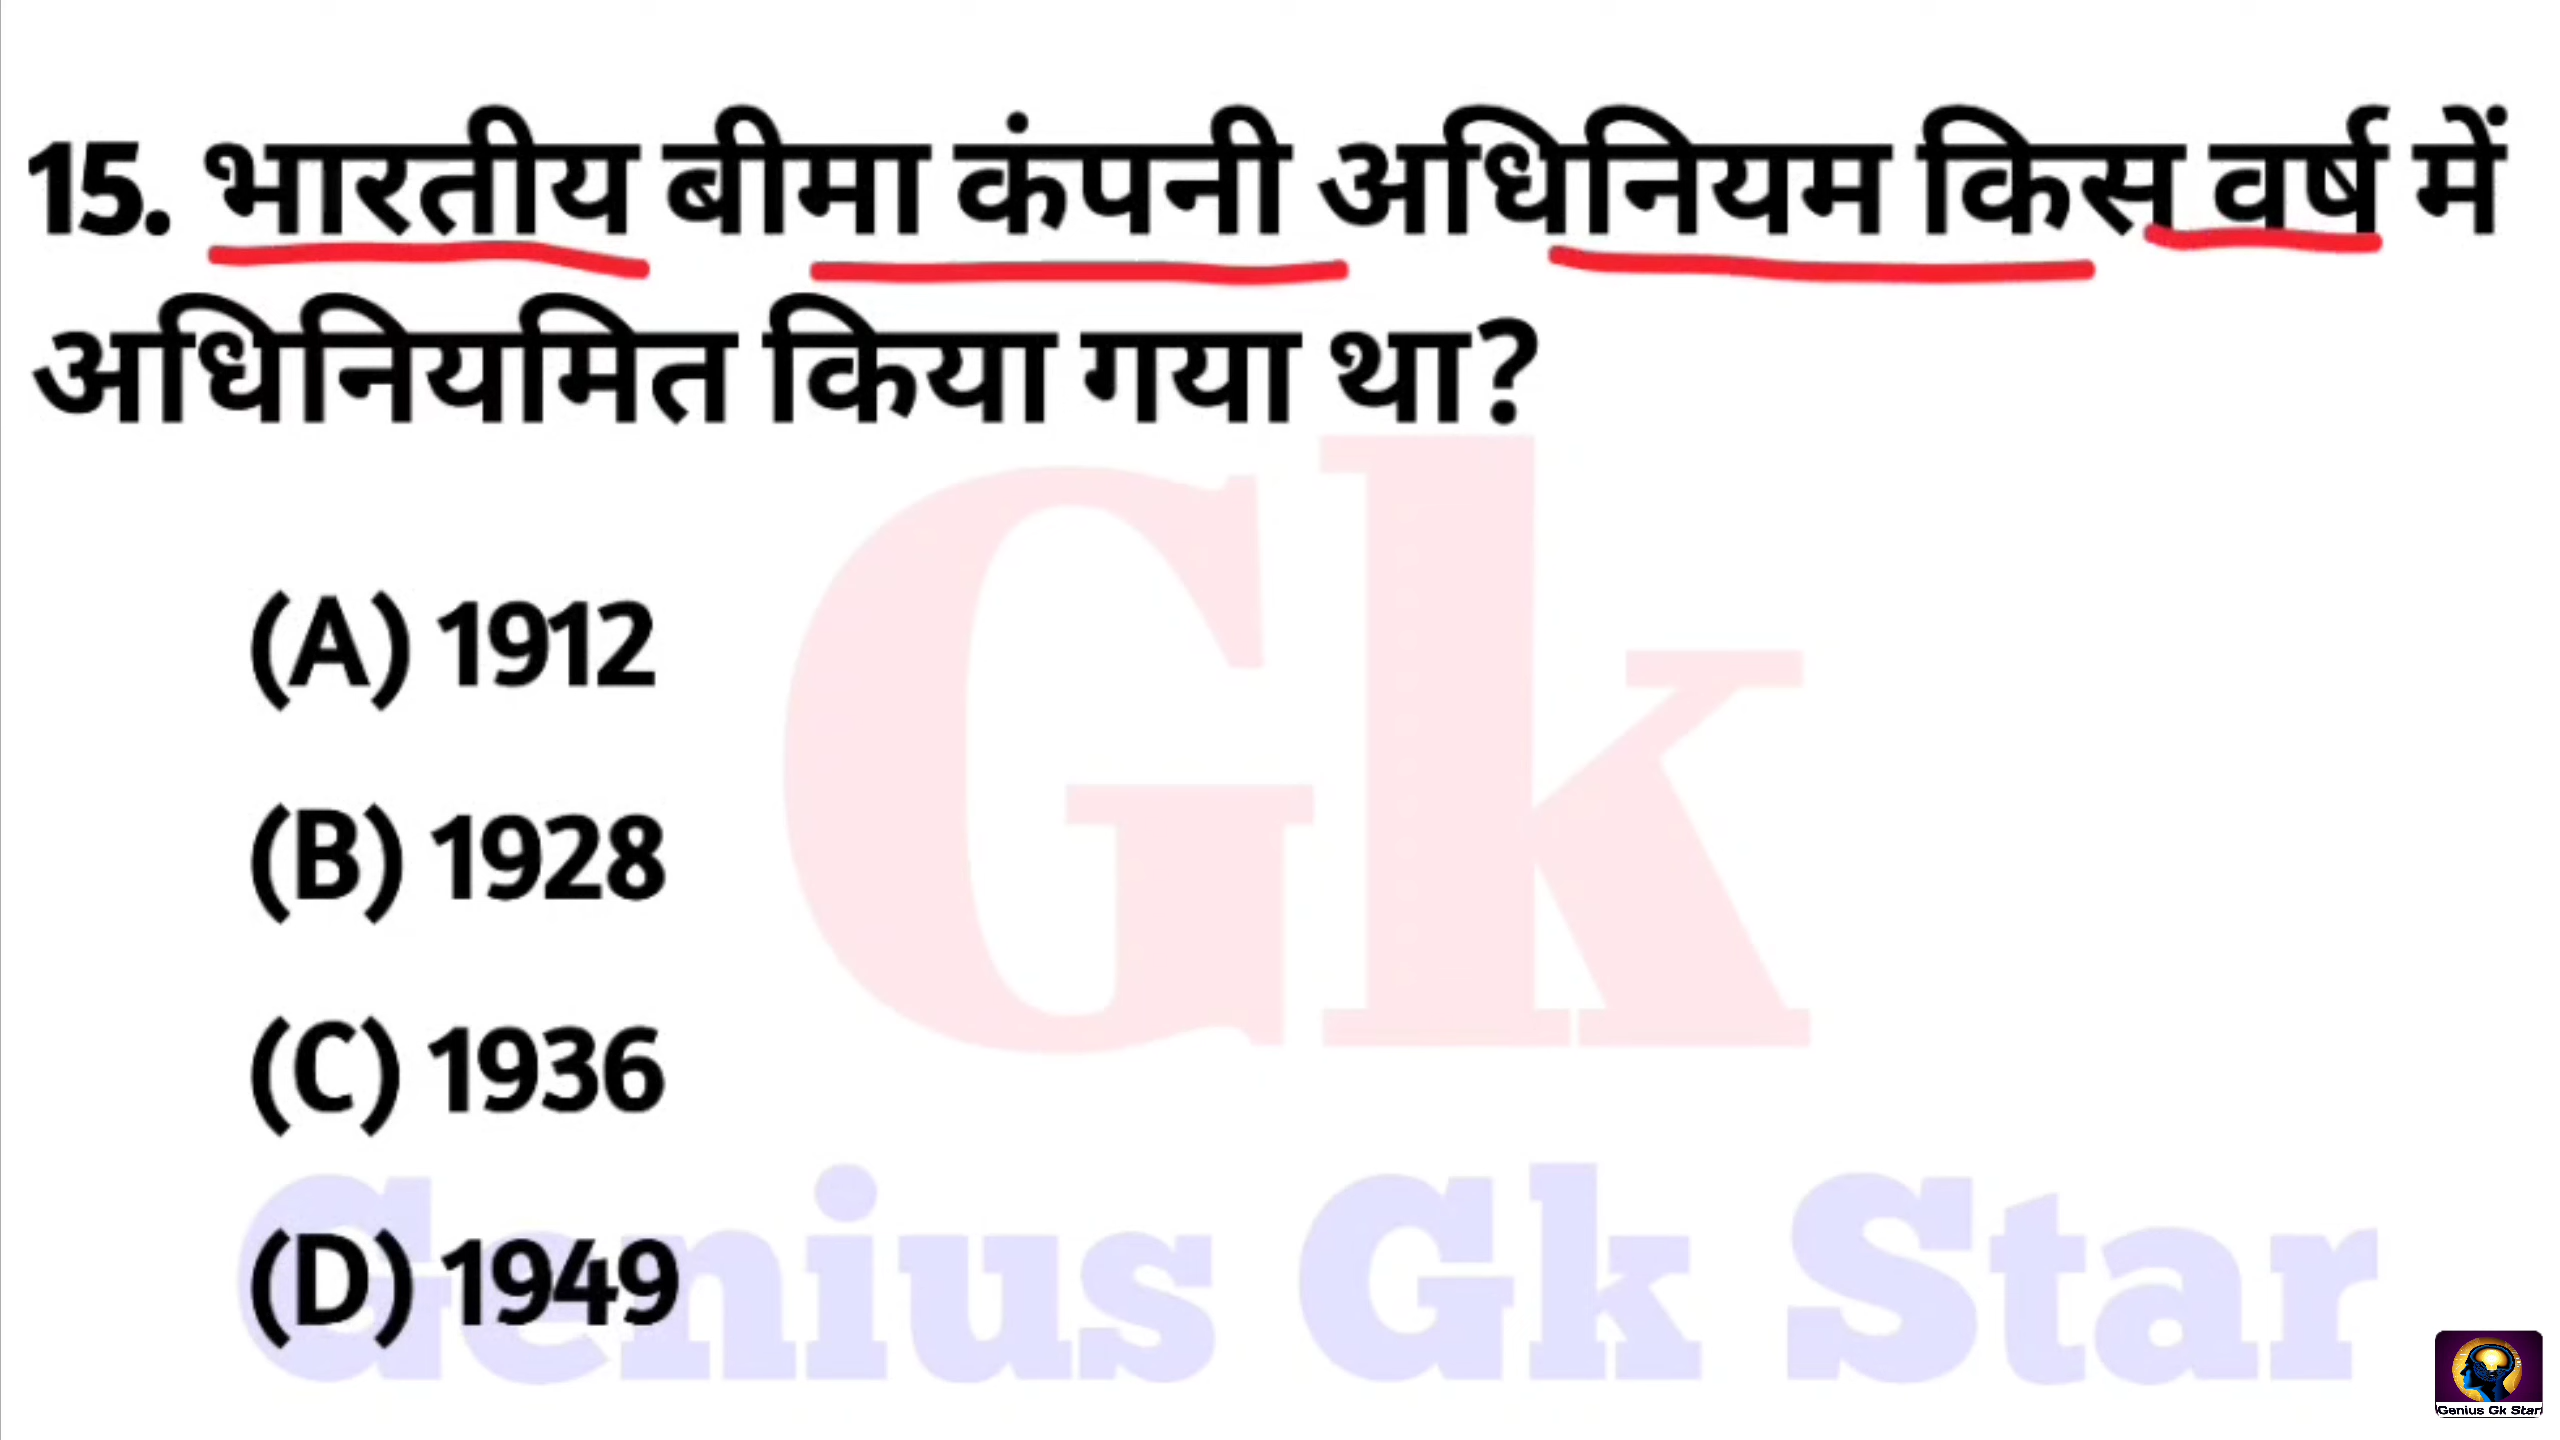 15. भारतीय बीमा कंपनी अधिनियम किस वर्ष में
अधिनियमित किया गया था?
Gk
(A) 1912
(B) 1928
(C) 1936
(D) 1949
Genius Gk Star
Genius Gk Star